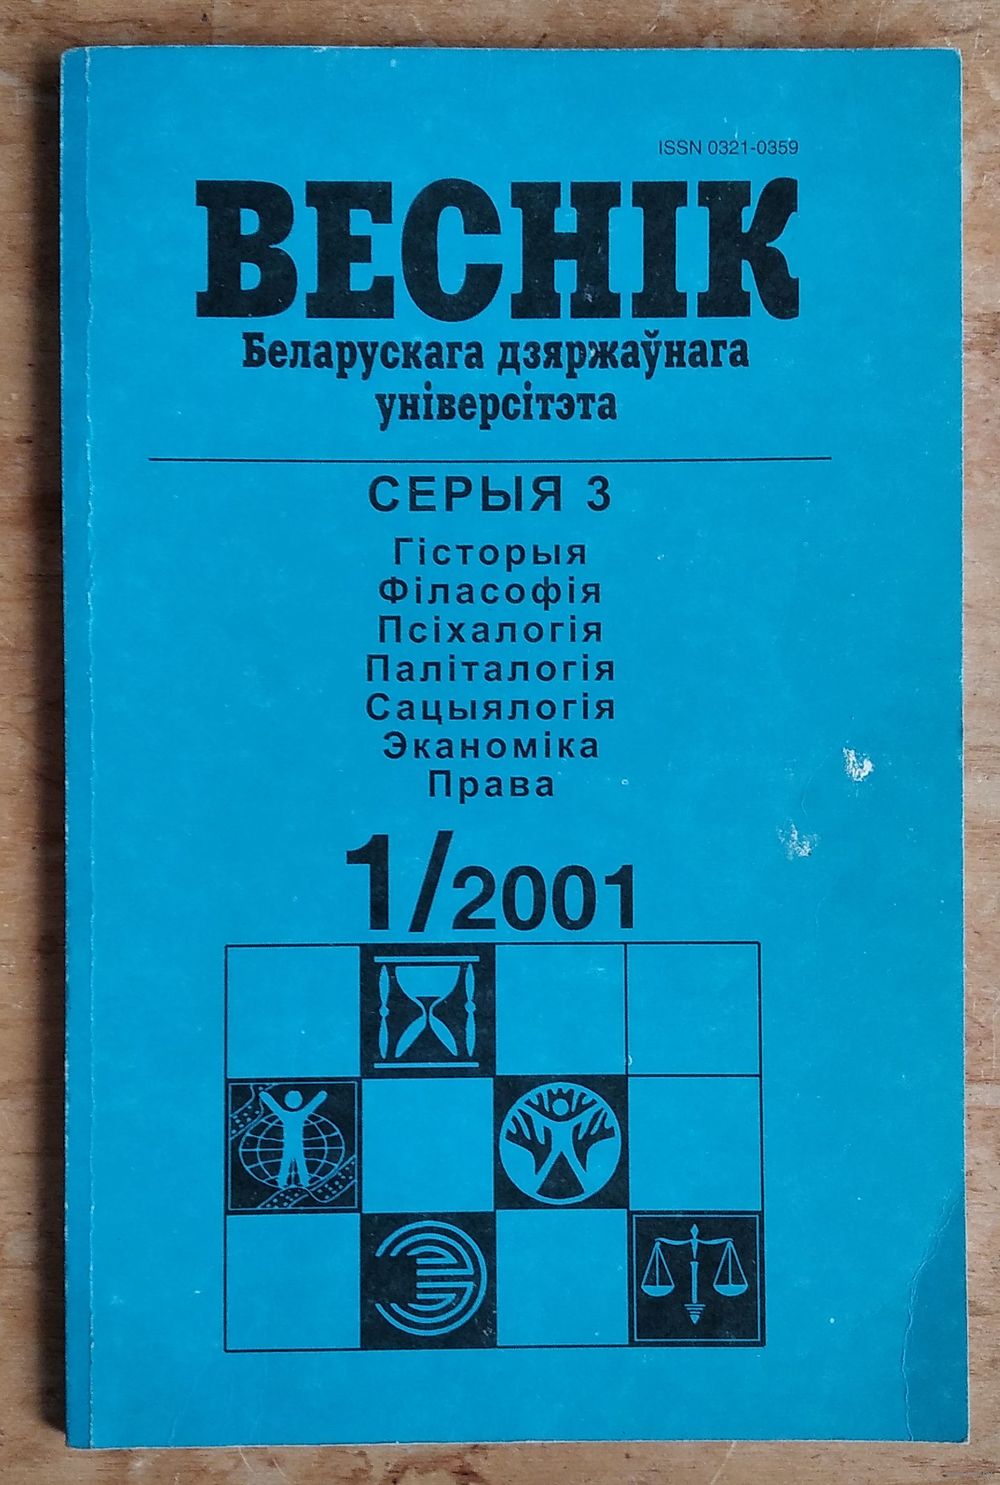 ISSN 0321-0359
ВЕСНІК
Беларускага дзяржаўнага
універсітэта
СЕРЫЯ 3
Гісторыя
Філасофія
Псіхалогія
Паліталогія
Сацыялогія
Эканоміка
Права
1/2001